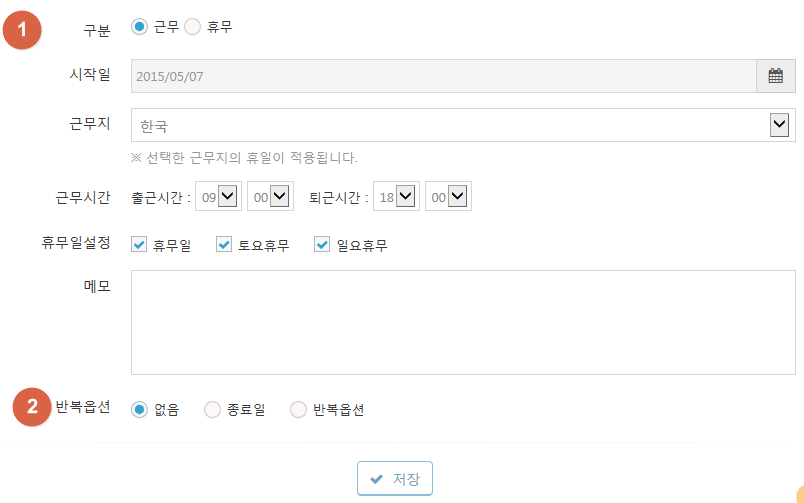 1 구분 근무 휴무
시작일 2015/05/07
근무지 한국
※ 선택한 근무지의 휴일이 적용됩니다.
근무시간 출근시간 : 09 00 퇴근시간 : 18 00
휴무일설정 휴무일 토요휴무 일요휴무
메모
2 반복옵션 없음 종료일 반복옵션
저장